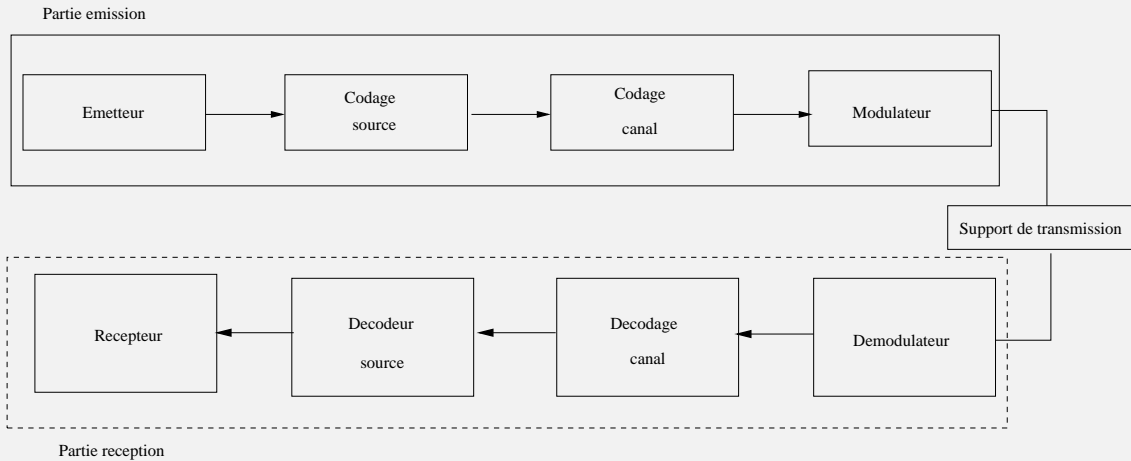 Partie emission
Emetteur
Codage
source
Codage
canal
Modulateur
Support de transmission
Recepteur
Decodeur
source
Decodage
canal
Demodulateur
Partie reception